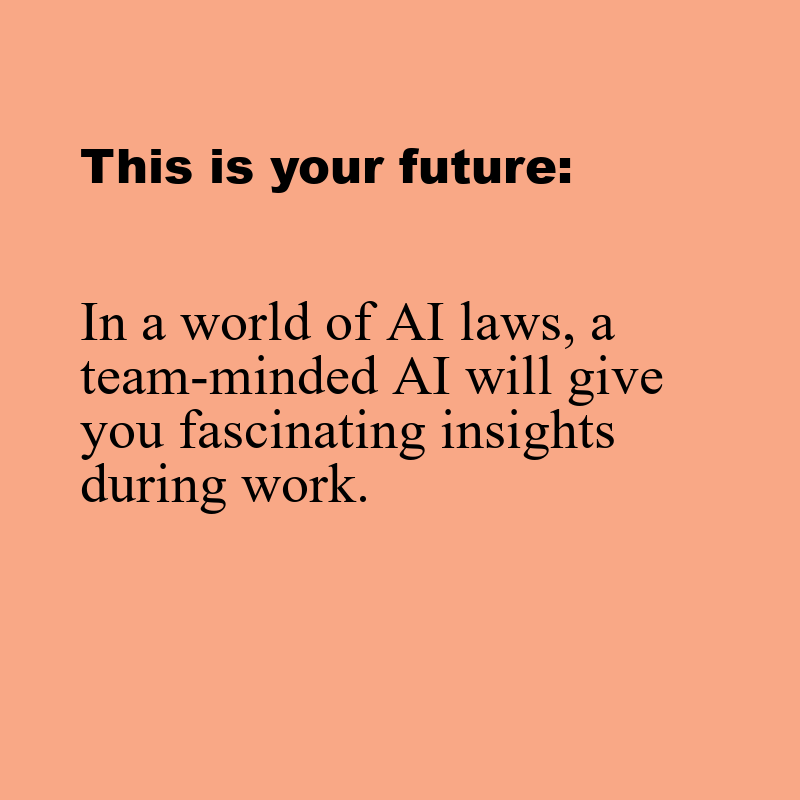 This is your future:
In a world of AI laws, a
team-minded AI will give
you fascinating insights
during work.